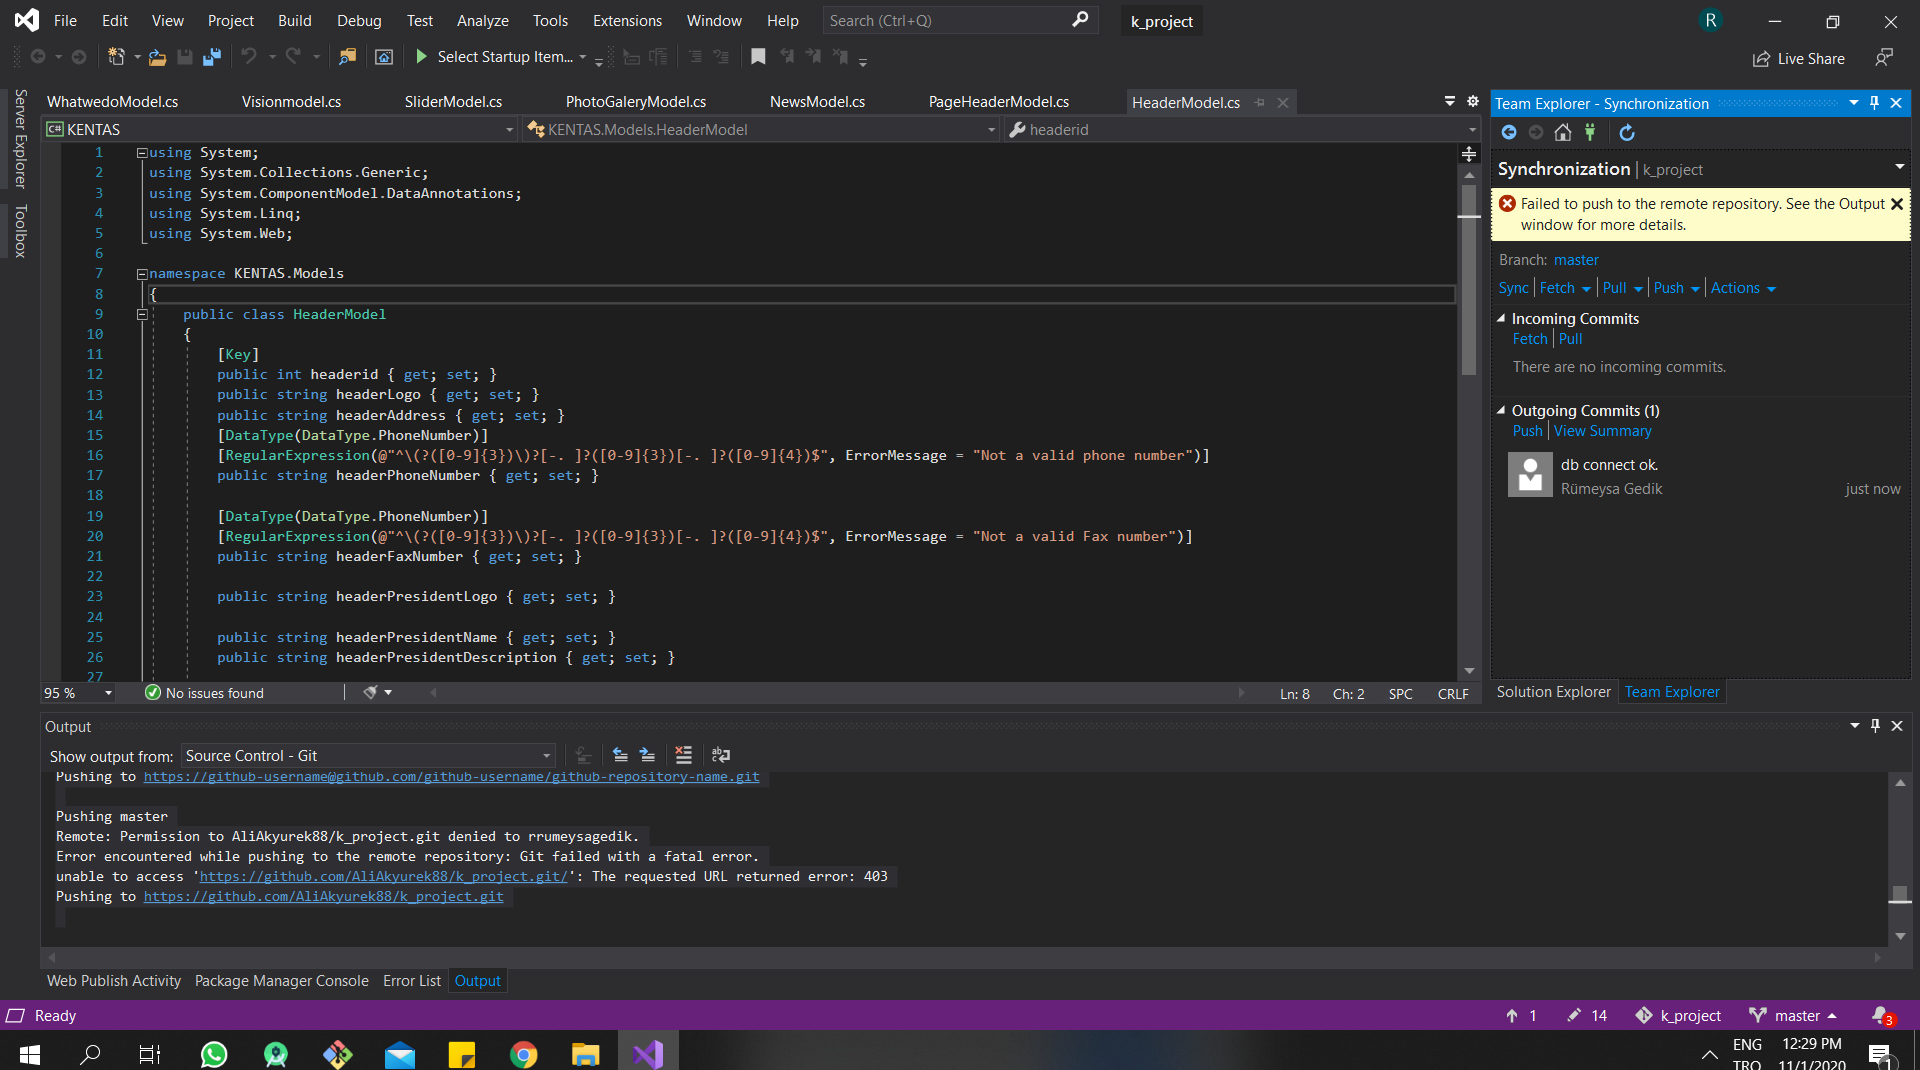 File Edit View Project Build Debug Test Analyze Tools Extensions Window Help Search (Ctrl+Q) k_project R
Select Startup Item... Live Share
Server Explorer
Toolbox
WhatwedoModel.cs Visionmodel.cs SliderModel.cs PhotoGaleryModel.cs NewsModel.cs PageHeaderModel.cs HeaderModel.cs
C# KENTAS KENTAS.Models.HeaderModel headerid
1 using System;
2 using System.Collections.Generic;
3 using System.ComponentModel.DataAnnotations;
4 using System.Linq;
5 using System.Web;
6
7 namespace KENTAS.Models
8 {
9 public class HeaderModel
10 {
11 [Key]
12 public int headerid { get; set; }
13 public string headerLogo { get; set; }
14 public string headerAddress { get; set; }
15 [DataType(DataType.PhoneNumber)]
16 [RegularExpression(@"^\(?([0-9]{3})\)?[-. ]?([0-9]{3})[-. ]?([0-9]{4})$", ErrorMessage = "Not a valid phone number")]
17 public string headerPhoneNumber { get; set; }
18
19 [DataType(DataType.PhoneNumber)]
20 [RegularExpression(@"^\(?([0-9]{3})\)?[-. ]?([0-9]{3})[-. ]?([0-9]{4})$", ErrorMessage = "Not a valid Fax number")]
21 public string headerFaxNumber { get; set; }
22
23 public string headerPresidentLogo { get; set; }
24
25 public string headerPresidentName { get; set; }
26 public string headerPresidentDescription { get; set; }
27
95 % No issues found Ln: 8 Ch: 2 SPC CRLF
Team Explorer - Synchronization
Synchronization | k_project
Failed to push to the remote repository. See the Output
window for more details.
Branch: master
Sync Fetch Pull Push Actions
Incoming Commits
Fetch Pull
There are no incoming commits.
Outgoing Commits (1)
Push View Summary
db connect ok.
Rümeysa Gedik just now
Solution Explorer Team Explorer
Output
Show output from: Source Control - Git
Pushing to https://github-username@github.com/github-username/github-repository-name.git
Pushing master
Remote: Permission to AliAkyurek88/k_project.git denied to rrumeysagedik.
Error encountered while pushing to the remote repository: Git failed with a fatal error.
unable to access 'https://github.com/AliAkyurek88/k_project.git/': The requested URL returned error: 403
Pushing to https://github.com/AliAkyurek88/k_project.git
Web Publish Activity Package Manager Console Error List Output
Ready 1 14 k_project master 3
ENG 12:29 PM
TRQ 11/1/2020 1